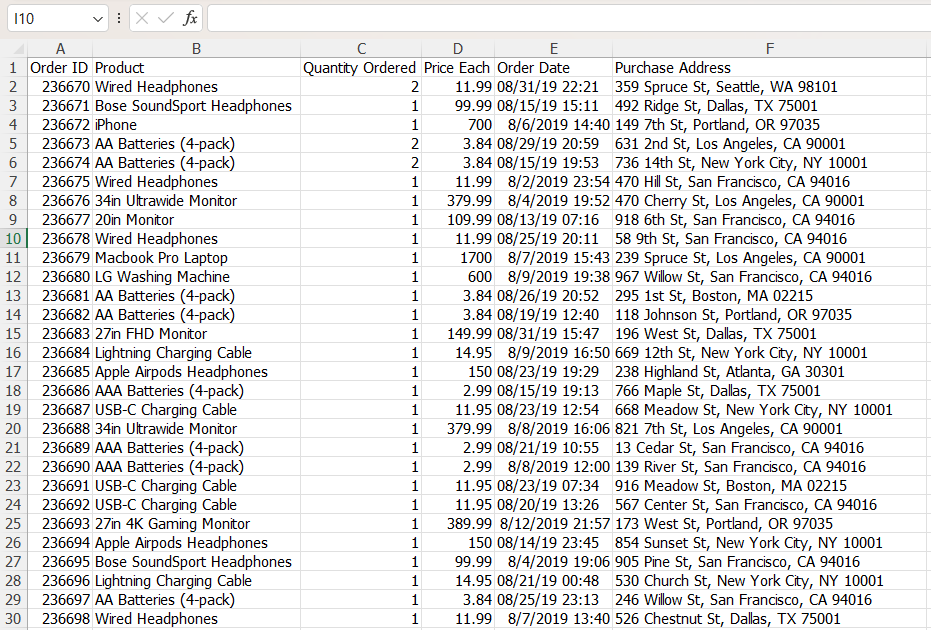 I10 fx
A B C D E F
1 Order ID Product Quantity Ordered Price Each Order Date Purchase Address
2 236670 Wired Headphones 2 11.99 08/31/19 22:21 359 Spruce St, Seattle, WA 98101
3 236671 Bose SoundSport Headphones 1 99.99 08/15/19 15:11 492 Ridge St, Dallas, TX 75001
4 236672 iPhone 1 700 8/6/2019 14:40 149 7th St, Portland, OR 97035
5 236673 AA Batteries (4-pack) 2 3.84 08/29/19 20:59 631 2nd St, Los Angeles, CA 90001
6 236674 AA Batteries (4-pack) 2 3.84 08/15/19 19:53 736 14th St, New York City, NY 10001
7 236675 Wired Headphones 1 11.99 8/2/2019 23:54 470 Hill St, San Francisco, CA 94016
8 236676 34in Ultrawide Monitor 1 379.99 8/4/2019 19:52 470 Cherry St, Los Angeles, CA 90001
9 236677 20in Monitor 1 109.99 08/13/19 07:16 918 6th St, San Francisco, CA 94016
10 236678 Wired Headphones 1 11.99 08/25/19 20:11 58 9th St, San Francisco, CA 94016
11 236679 Macbook Pro Laptop 1 1700 8/7/2019 15:43 239 Spruce St, Los Angeles, CA 90001
12 236680 LG Washing Machine 1 600 8/9/2019 19:38 967 Willow St, San Francisco, CA 94016
13 236681 AA Batteries (4-pack) 1 3.84 08/26/19 20:52 295 1st St, Boston, MA 02215
14 236682 AA Batteries (4-pack) 1 3.84 08/19/19 12:40 118 Johnson St, Portland, OR 97035
15 236683 27in FHD Monitor 1 149.99 08/31/19 15:47 196 West St, Dallas, TX 75001
16 236684 Lightning Charging Cable 1 14.95 8/9/2019 16:50 669 12th St, New York City, NY 10001
17 236685 Apple Airpods Headphones 1 150 08/23/19 19:29 238 Highland St, Atlanta, GA 30301
18 236686 AAA Batteries (4-pack) 1 2.99 08/15/19 19:13 766 Maple St, Dallas, TX 75001
19 236687 USB-C Charging Cable 1 11.95 08/23/19 12:54 668 Meadow St, New York City, NY 10001
20 236688 34in Ultrawide Monitor 1 379.99 8/8/2019 16:06 821 7th St, Los Angeles, CA 90001
21 236689 AAA Batteries (4-pack) 1 2.99 08/21/19 10:55 13 Cedar St, San Francisco, CA 94016
22 236690 AAA Batteries (4-pack) 1 2.99 8/8/2019 12:00 139 River St, San Francisco, CA 94016
23 236691 USB-C Charging Cable 1 11.95 08/23/19 07:34 916 Meadow St, Boston, MA 02215
24 236692 USB-C Charging Cable 1 11.95 08/20/19 13:26 567 Center St, San Francisco, CA 94016
25 236693 27in 4K Gaming Monitor 1 389.99 8/12/2019 21:57 173 West St, Portland, OR 97035
26 236694 Apple Airpods Headphones 1 150 08/14/19 23:45 854 Sunset St, New York City, NY 10001
27 236695 Bose SoundSport Headphones 1 99.99 8/4/2019 19:06 905 Pine St, San Francisco, CA 94016
28 236696 Lightning Charging Cable 1 14.95 08/21/19 00:48 530 Church St, New York City, NY 10001
29 236697 AA Batteries (4-pack) 1 3.84 08/25/19 23:13 246 Willow St, San Francisco, CA 94016
30 236698 Wired Headphones 1 11.99 8/7/2019 13:40 526 Chestnut St, Dallas, TX 75001